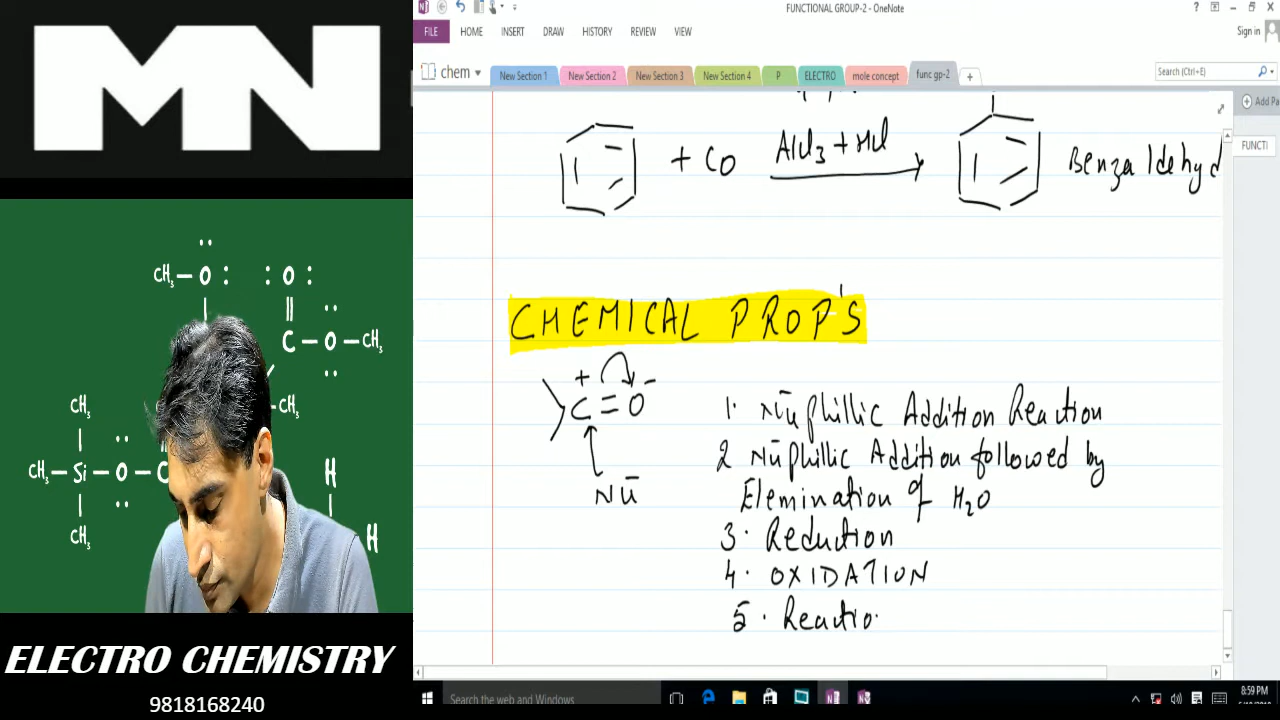 MN
FUNCTIONAL GROUP-2 - OneNote
Sign in
FILE HOME INSERT DRAW HISTORY REVIEW VIEW
chem New Section 1 New Section 2 New Section 3 New Section 4 P ELECTRO mole concept func gp-2 + Search (Ctrl+E)
Add Pa
FUNCTI
+ CO AlCl3 + HCl Benzaldehyd
CHEMICAL PROP'S
+ -
C = O
Nū
1. Nūphillic Addition Reaction
2 Nūphillic Addition followed by
Elemination of H2O
3. Reduction
4. OXIDATION
5. Reactio
CH3 — O : : O :
C — O — CH3
CH3 — CH3
CH3 — Si — O — C H
CH3 H
ELECTRO CHEMISTRY
9818168240
Search the web and Windows
8:59 PM